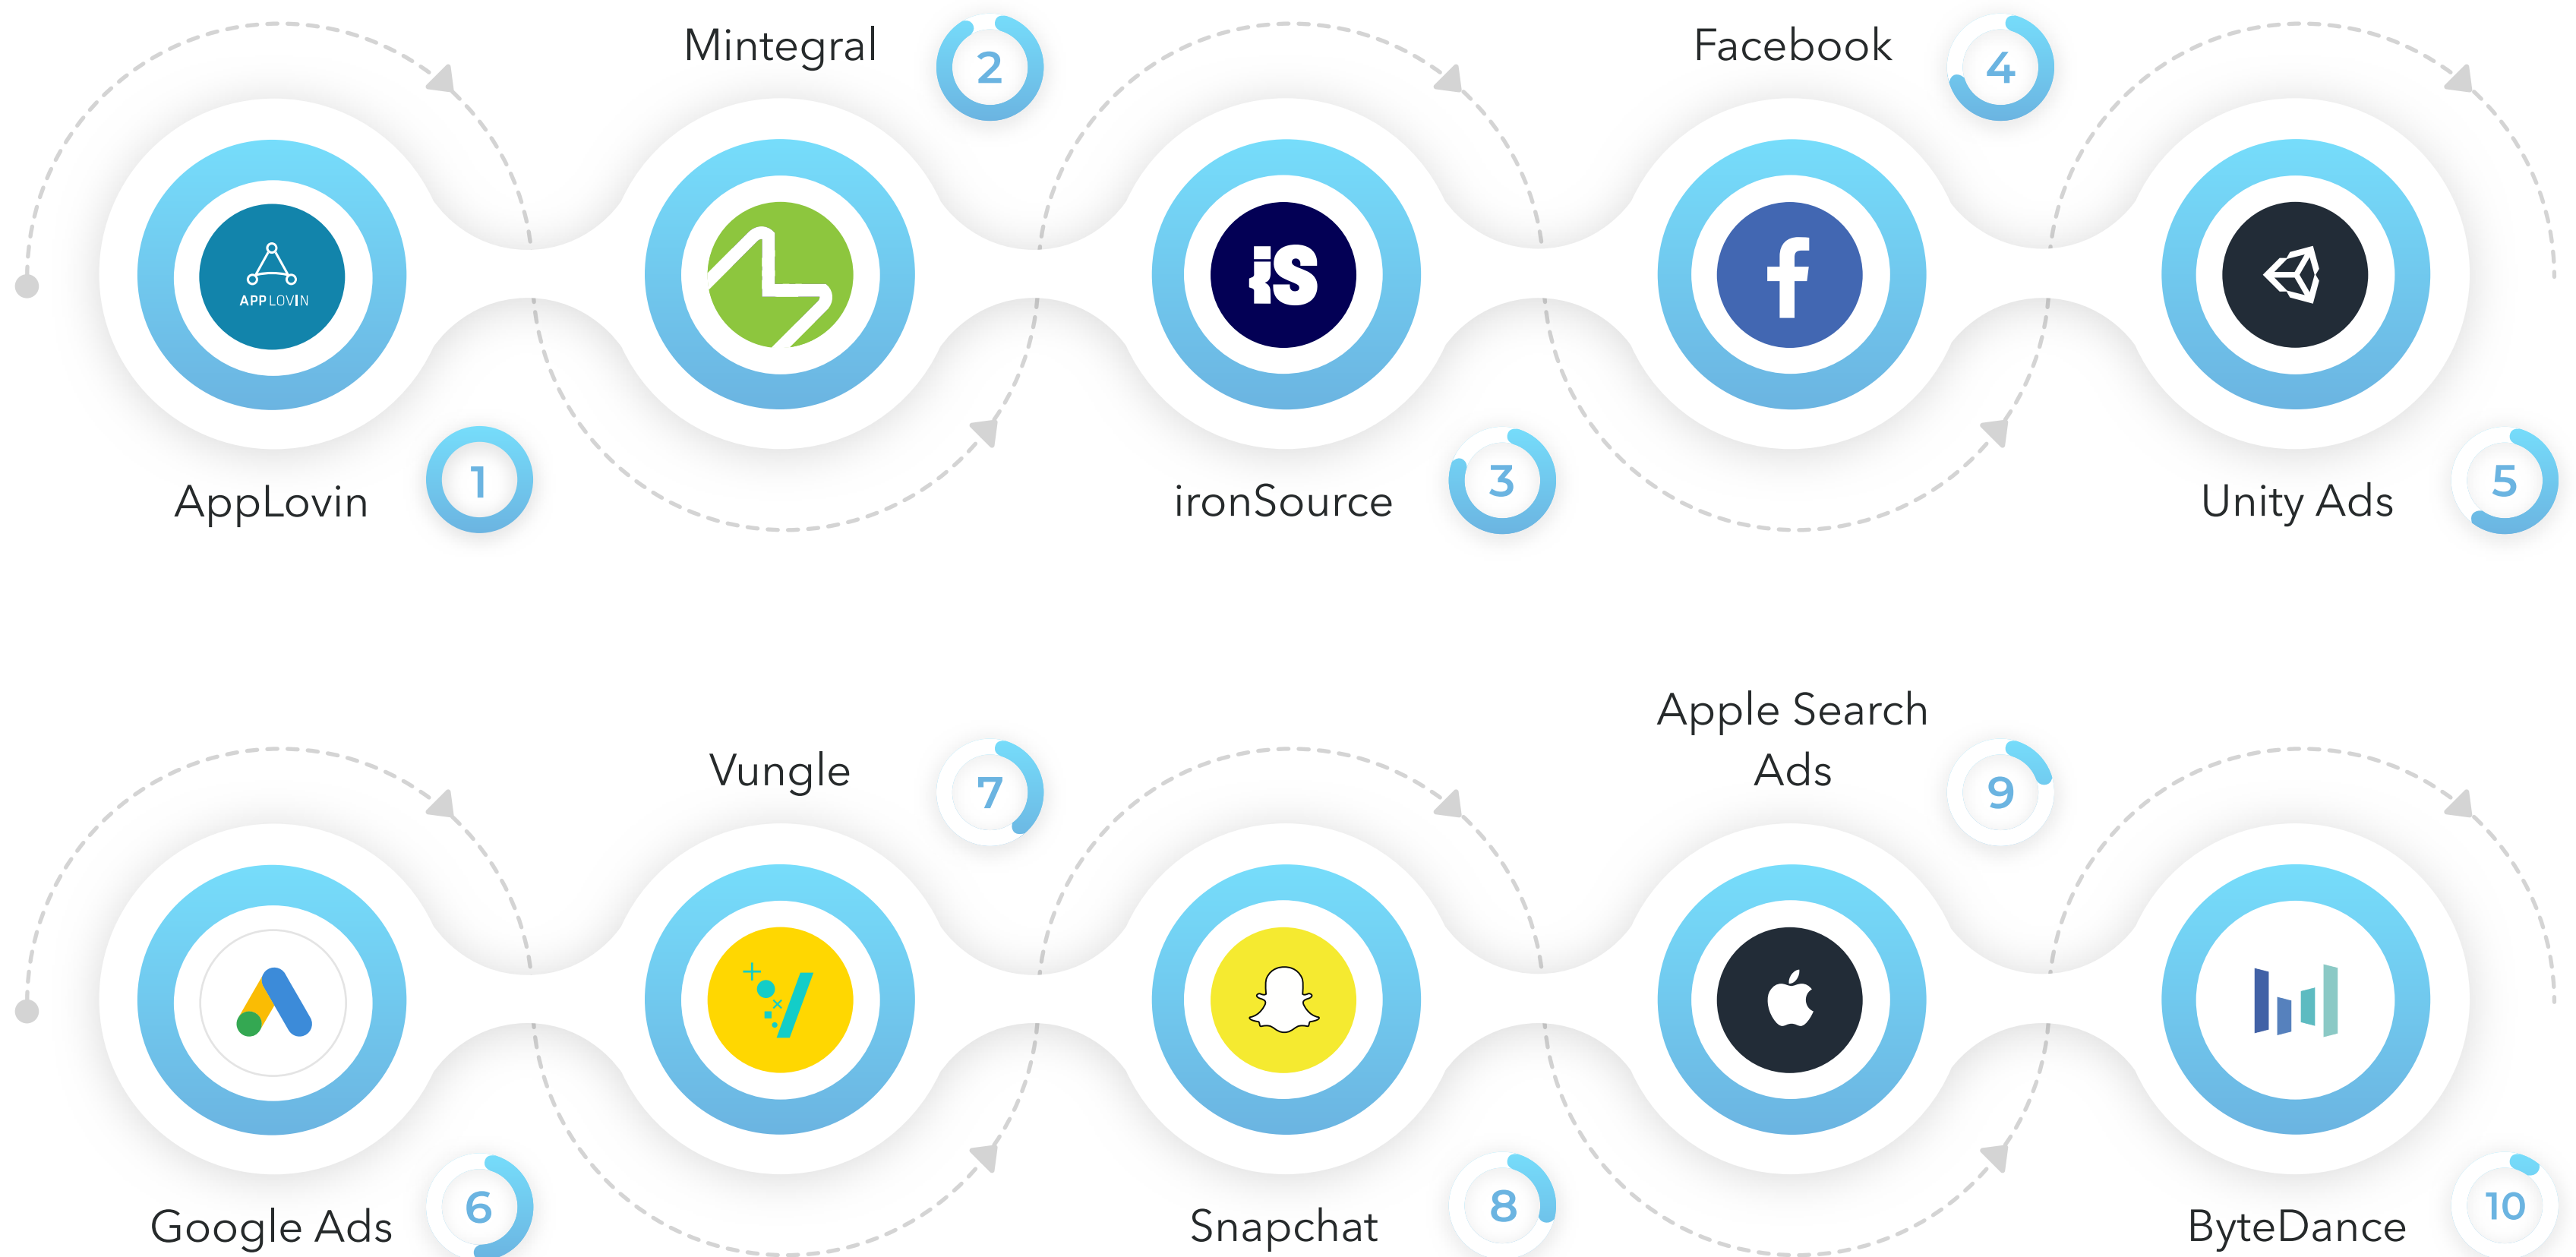 Mintegral
2
Facebook
4
APPLOVIN
iS
AppLovin
1
ironSource
3
Unity Ads
5
Vungle
7
Apple Search
Ads
9
Google Ads
6
Snapchat
8
ByteDance
10